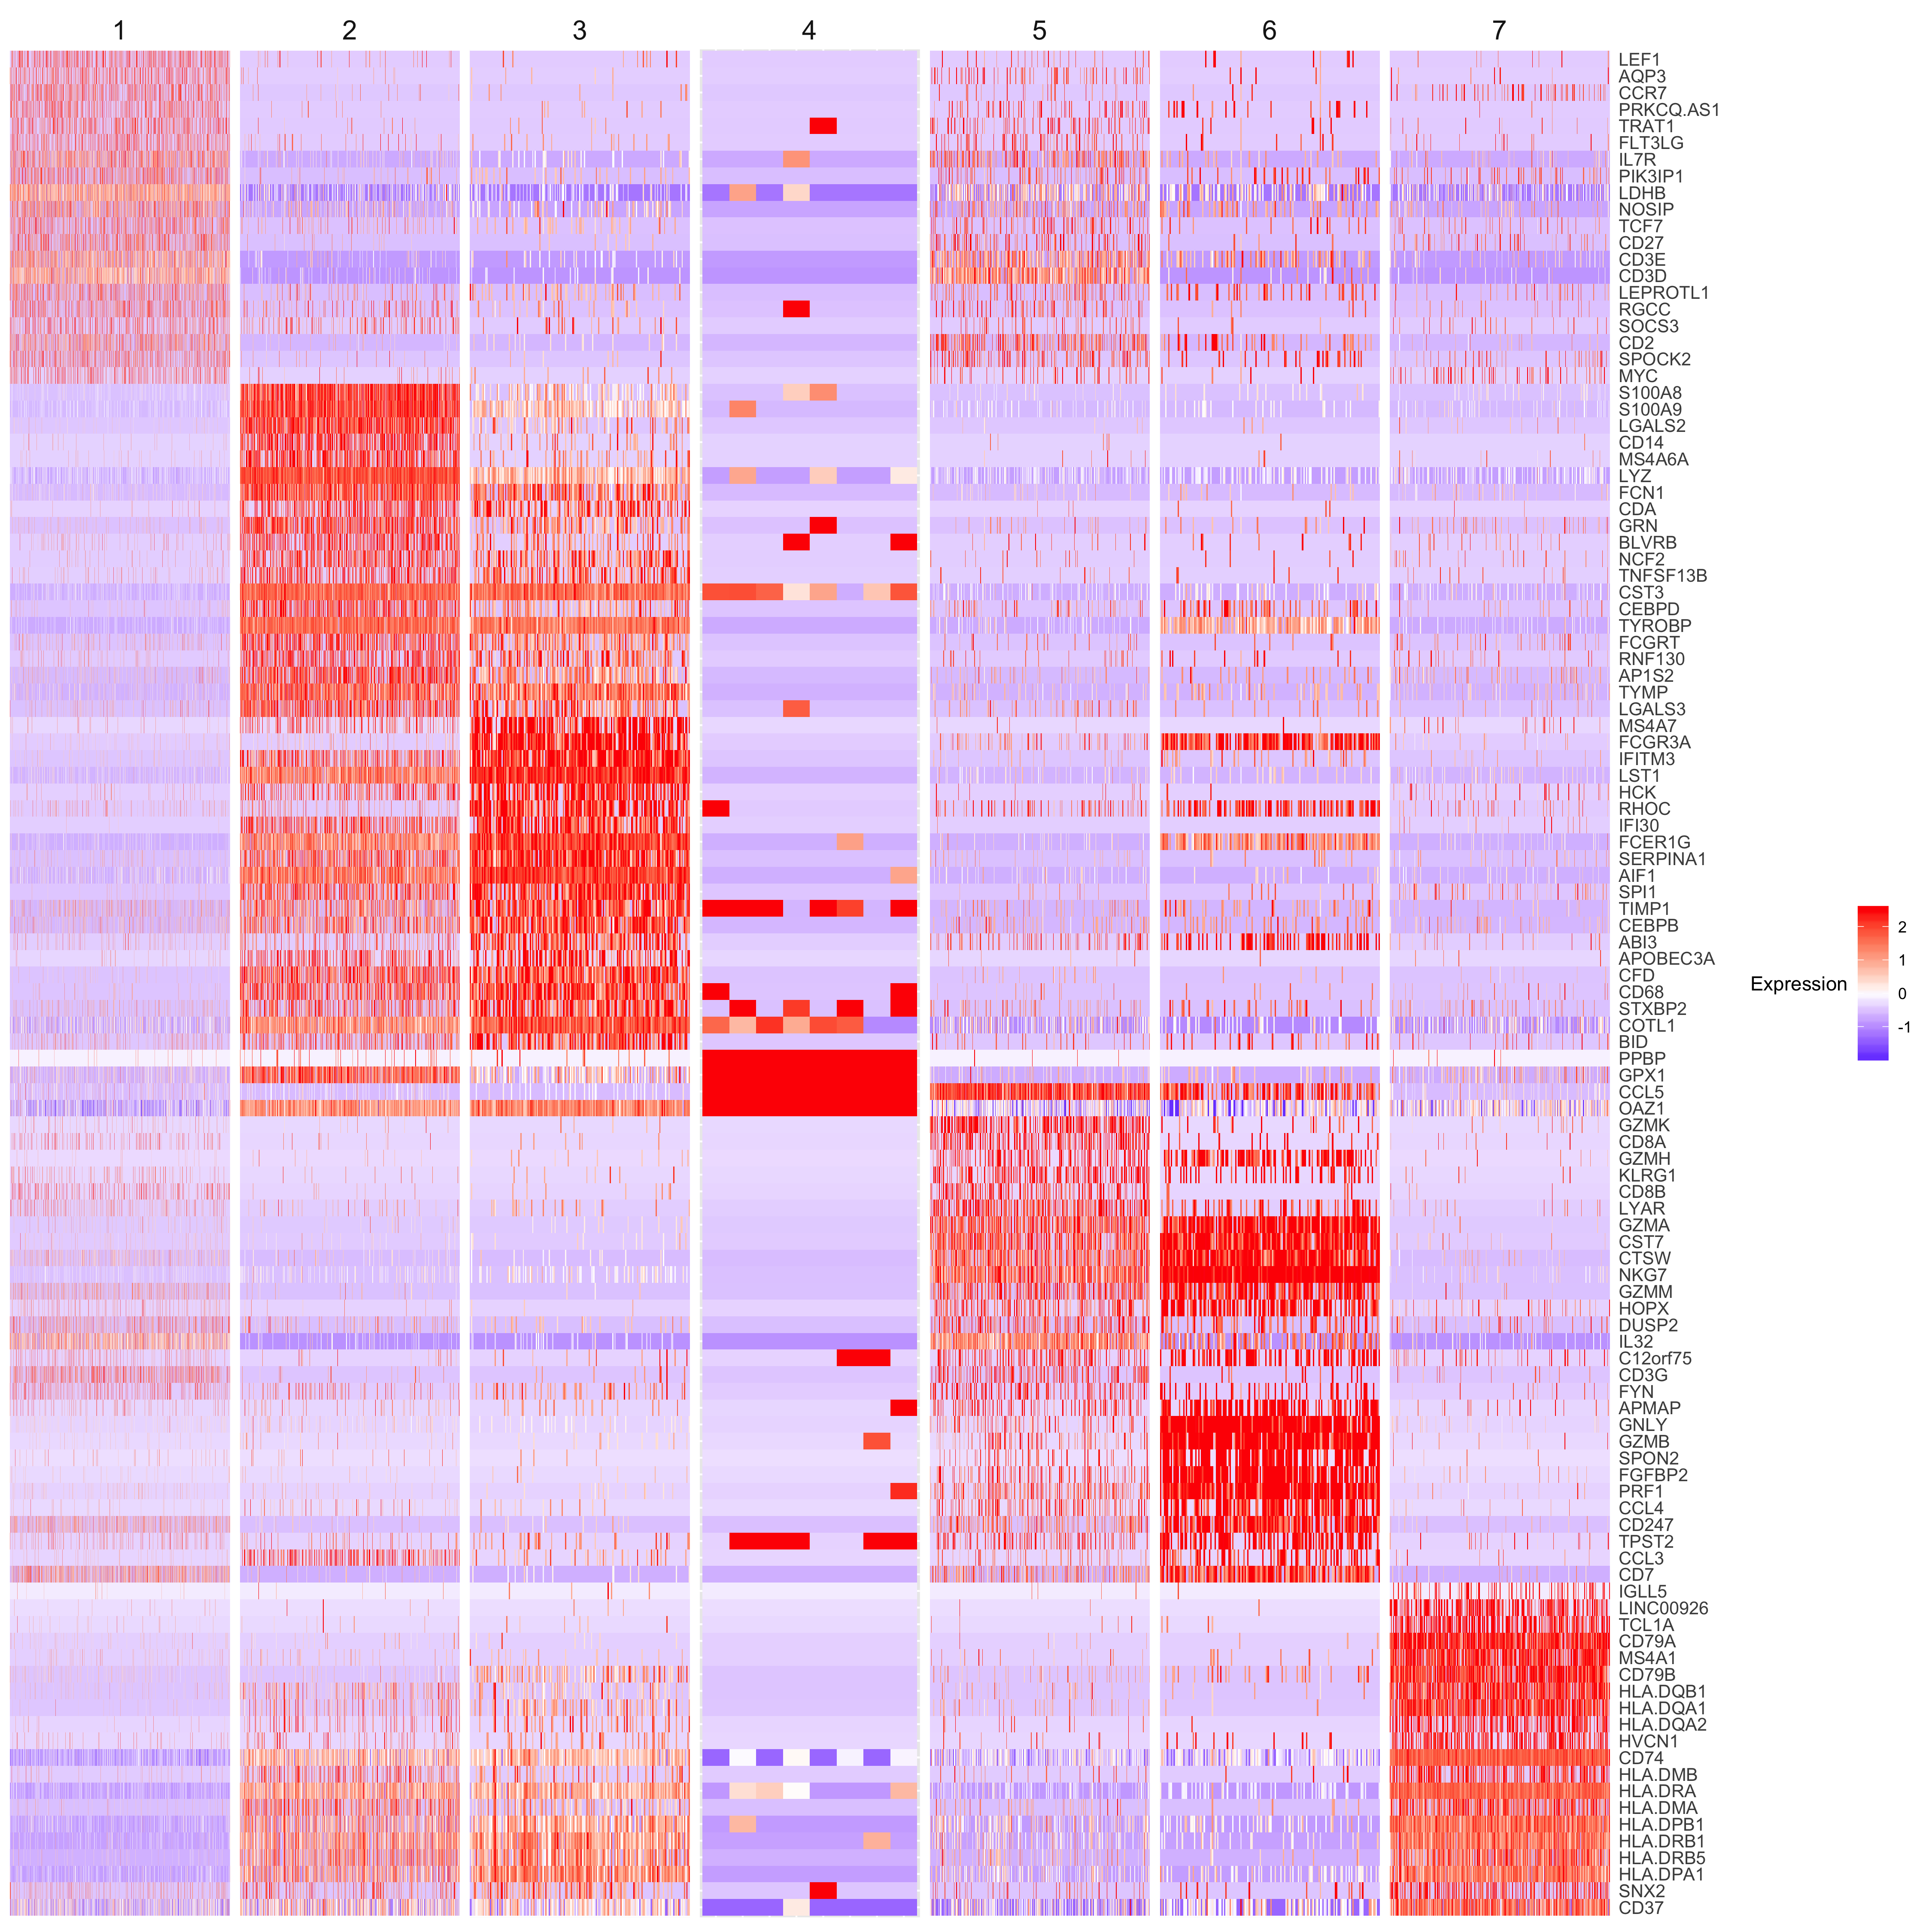 1 2 3 4 5 6 7
LEF1
AQP3
CCR7
PRKCQ.AS1
TRAT1
FLT3LG
IL7R
PIK3IP1
LDHB
NOSIP
TCF7
CD27
CD3E
CD3D
LEPROTL1
RGCC
SOCS3
CD2
SPOCK2
MYC
S100A8
S100A9
LGALS2
CD14
MS4A6A
LYZ
FCN1
CDA
GRN
BLVRB
NCF2
TNFSF13B
CST3
CEBPD
TYROBP
FCGRT
RNF130
AP1S2
TYMP
LGALS3
MS4A7
FCGR3A
IFITM3
LST1
HCK
RHOC
IFI30
FCER1G
SERPINA1
AIF1
SPI1
TIMP1
CEBPB
ABI3
APOBEC3A
CFD
CD68
STXBP2
COTL1
BID
PPBP
GPX1
CCL5
OAZ1
GZMK
CD8A
GZMH
KLRG1
CD8B
LYAR
GZMA
CST7
CTSW
NKG7
GZMM
HOPX
DUSP2
IL32
C12orf75
CD3G
FYN
APMAP
GNLY
GZMB
SPON2
FGFBP2
PRF1
CCL4
CD247
TPST2
CCL3
CD7
IGLL5
LINC00926
TCL1A
CD79A
MS4A1
CD79B
HLA.DQB1
HLA.DQA1
HLA.DQA2
HVCN1
CD74
HLA.DMB
HLA.DRA
HLA.DMA
HLA.DPB1
HLA.DRB1
HLA.DRB5
HLA.DPA1
SNX2
CD37
Expression
2
1
0
-1